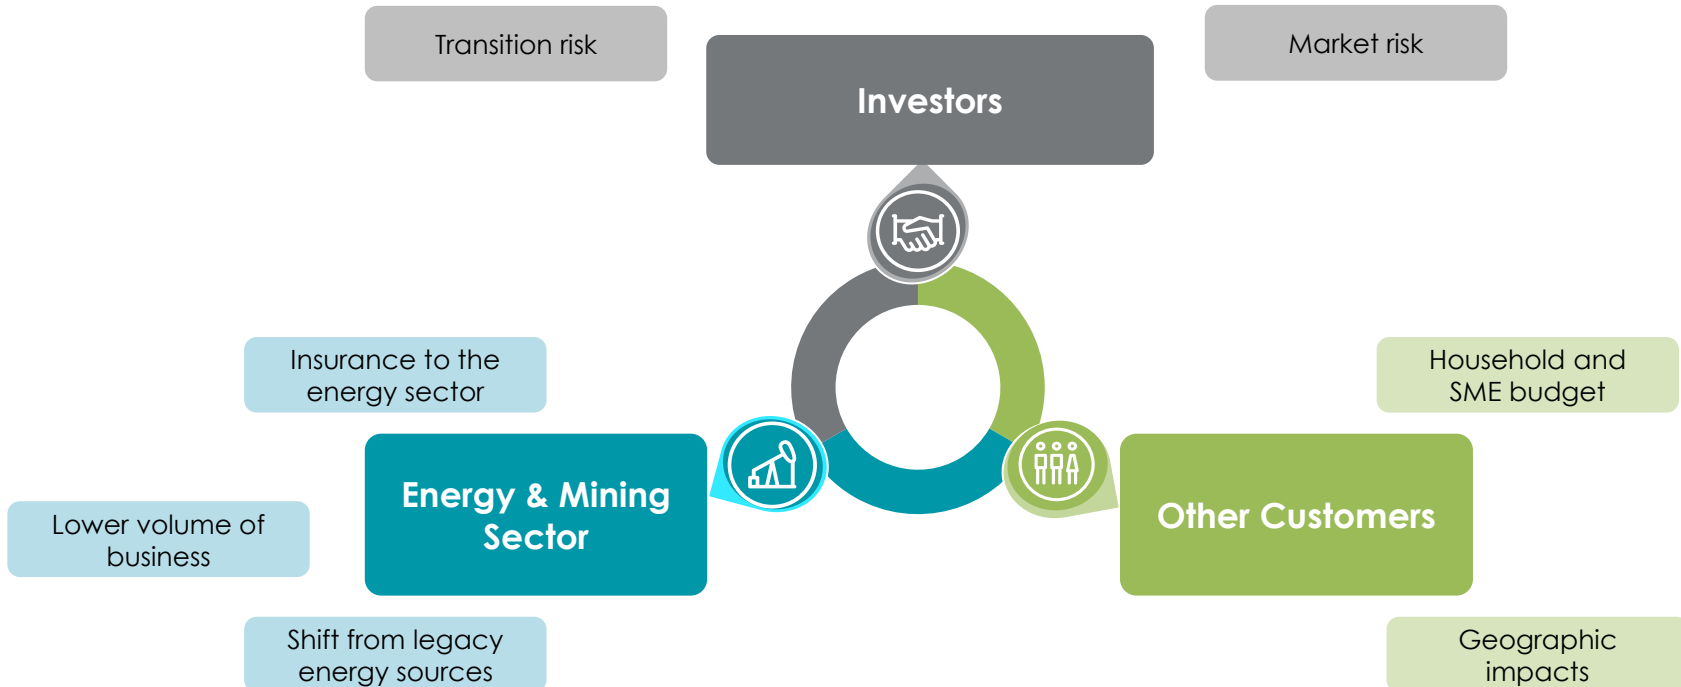 Transition risk
Market risk
Investors
Insurance to the
energy sector
Household and
SME budget
Energy & Mining
Sector
Other Customers
Lower volume of
business
Shift from legacy
energy sources
Geographic
impacts